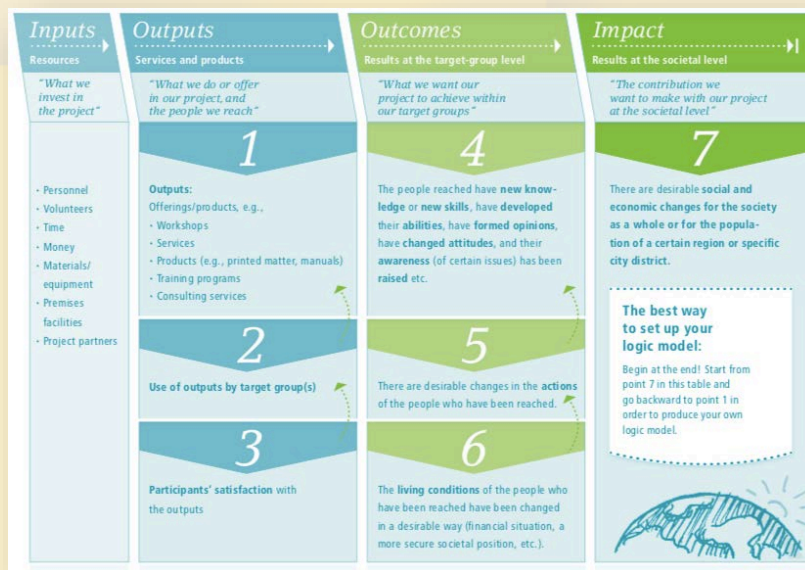 Inputs
Resources
"What we
invest in
the project"
• Personnel
• Volunteers
• Time
• Money
• Materials/
equipment
• Premises
facilities
• Project partners
Outputs
Services and products
"What we do or offer
in our project, and
the people we reach"
1
Outputs:
Offerings/products, e.g.,
• Workshops
• Services
• Products (e.g., printed matter, manuals)
• Training programs
• Consulting services
2
Use of outputs by target group(s)
3
Participants' satisfaction with
the outputs
Outcomes
Results at the target-group level
"What we want our
project to achieve within
our target groups"
4
The people reached have new know-
ledge or new skills, have developed
their abilities, have formed opinions,
have changed attitudes, and their
awareness (of certain issues) has been
raised etc.
5
There are desirable changes in the actions
of the people who have been reached.
6
The living conditions of the people who
have been reached have been changed
in a desirable way (financial situation, a
more secure societal position, etc.).
Impact
Results at the societal level
"The contribution we
want to make with our project
at the societal level"
7
There are desirable social and
economic changes for the society
as a whole or for the popula-
tion of a certain region or specific
city district.
The best way
to set up your
logic model:
Begin at the end! Start from
point 7 in this table and
go backward to point 1 in
order to produce your own
logic model.